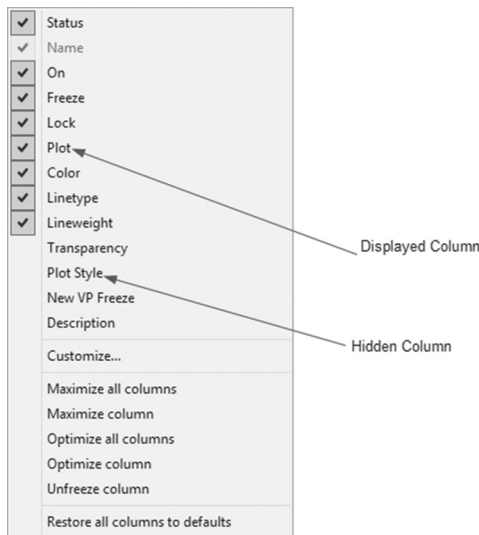 Status
Name
On
Freeze
Lock
Plot
Color
Linetype
Lineweight
Transparency
Displayed Column
Plot Style
New VP Freeze
Description
Hidden Column
Customize...
Maximize all columns
Maximize column
Optimize all columns
Optimize column
Unfreeze column
Restore all columns to defaults